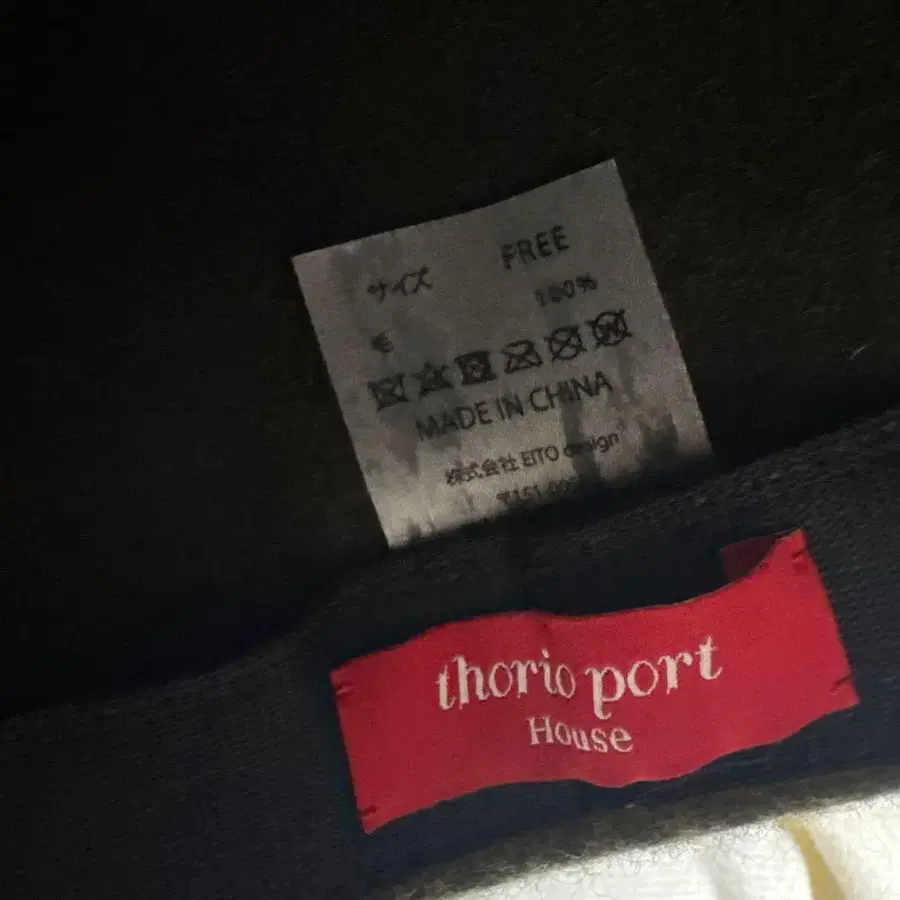 サイズ FREE
100%
MADE IN CHINA
株式会社 EITO design
thorio port
House